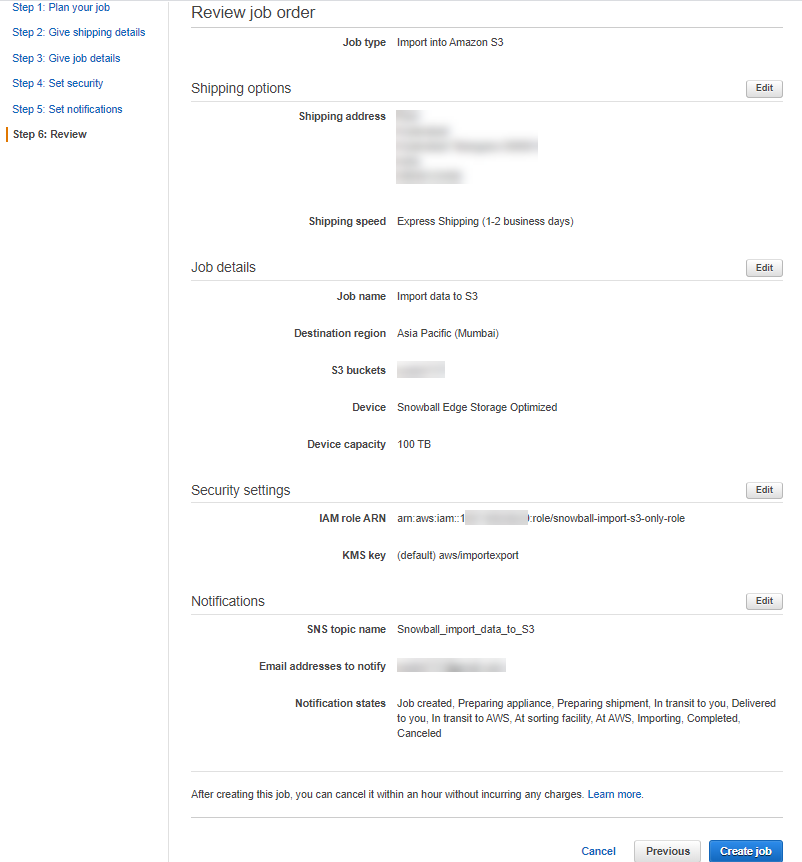 Step 1: Plan your job
Step 2: Give shipping details
Step 3: Give job details
Step 4: Set security
Step 5: Set notifications
Step 6: Review
Review job order
Job type Import into Amazon S3
Shipping options Edit
Shipping address
Shipping speed Express Shipping (1-2 business days)
Job details Edit
Job name Import data to S3
Destination region Asia Pacific (Mumbai)
S3 buckets
Device Snowball Edge Storage Optimized
Device capacity 100 TB
Security settings Edit
IAM role ARN arn:aws:iam::1 :role/snowball-import-s3-only-role
KMS key (default) aws/importexport
Notifications Edit
SNS topic name Snowball_import_data_to_S3
Email addresses to notify
Notification states Job created, Preparing appliance, Preparing shipment, In transit to you, Delivered
to you, In transit to AWS, At sorting facility, At AWS, Importing, Completed,
Canceled
After creating this job, you can cancel it within an hour without incurring any charges. Learn more.
Cancel Previous Create job